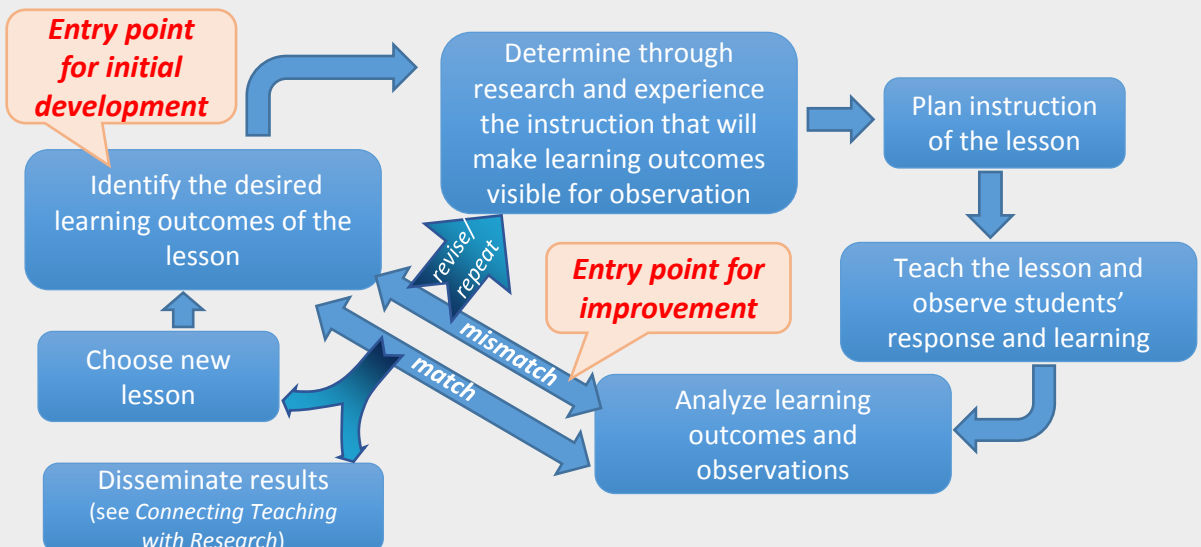 Entry point
for initial
development
Identify the desired
learning outcomes of the
lesson
Determine through
research and experience
the instruction that will
make learning outcomes
visible for observation
Plan instruction
of the lesson
Teach the lesson and
observe students’
response and learning
Analyze learning
outcomes and
observations
Entry point for
improvement
revise/
repeat
mismatch
match
Choose new
lesson
Disseminate results
(see Connecting Teaching
with Research)